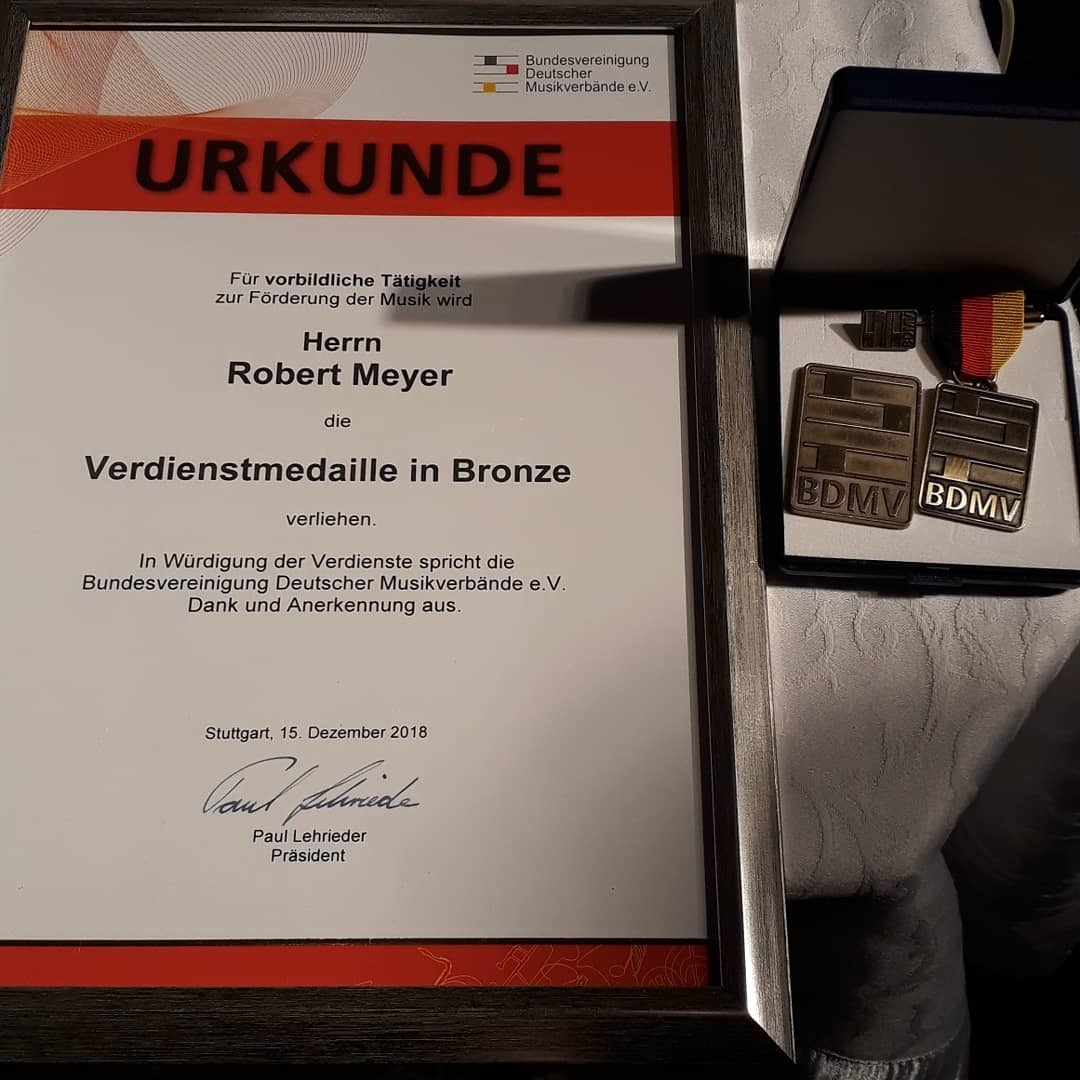 Bundesvereinigung
Deutscher
Musikverbände e.V.
URKUNDE
Für vorbildliche Tätigkeit
zur Förderung der Musik wird
Herrn
Robert Meyer
die
Verdienstmedaille in Bronze
verliehen.
In Würdigung der Verdienste spricht die
Bundesvereinigung Deutscher Musikverbände e.V.
Dank und Anerkennung aus.
Stuttgart, 15. Dezember 2018
Paul Lehrieder
Paul Lehrieder
Präsident
BDMV
BDMV
BDMV